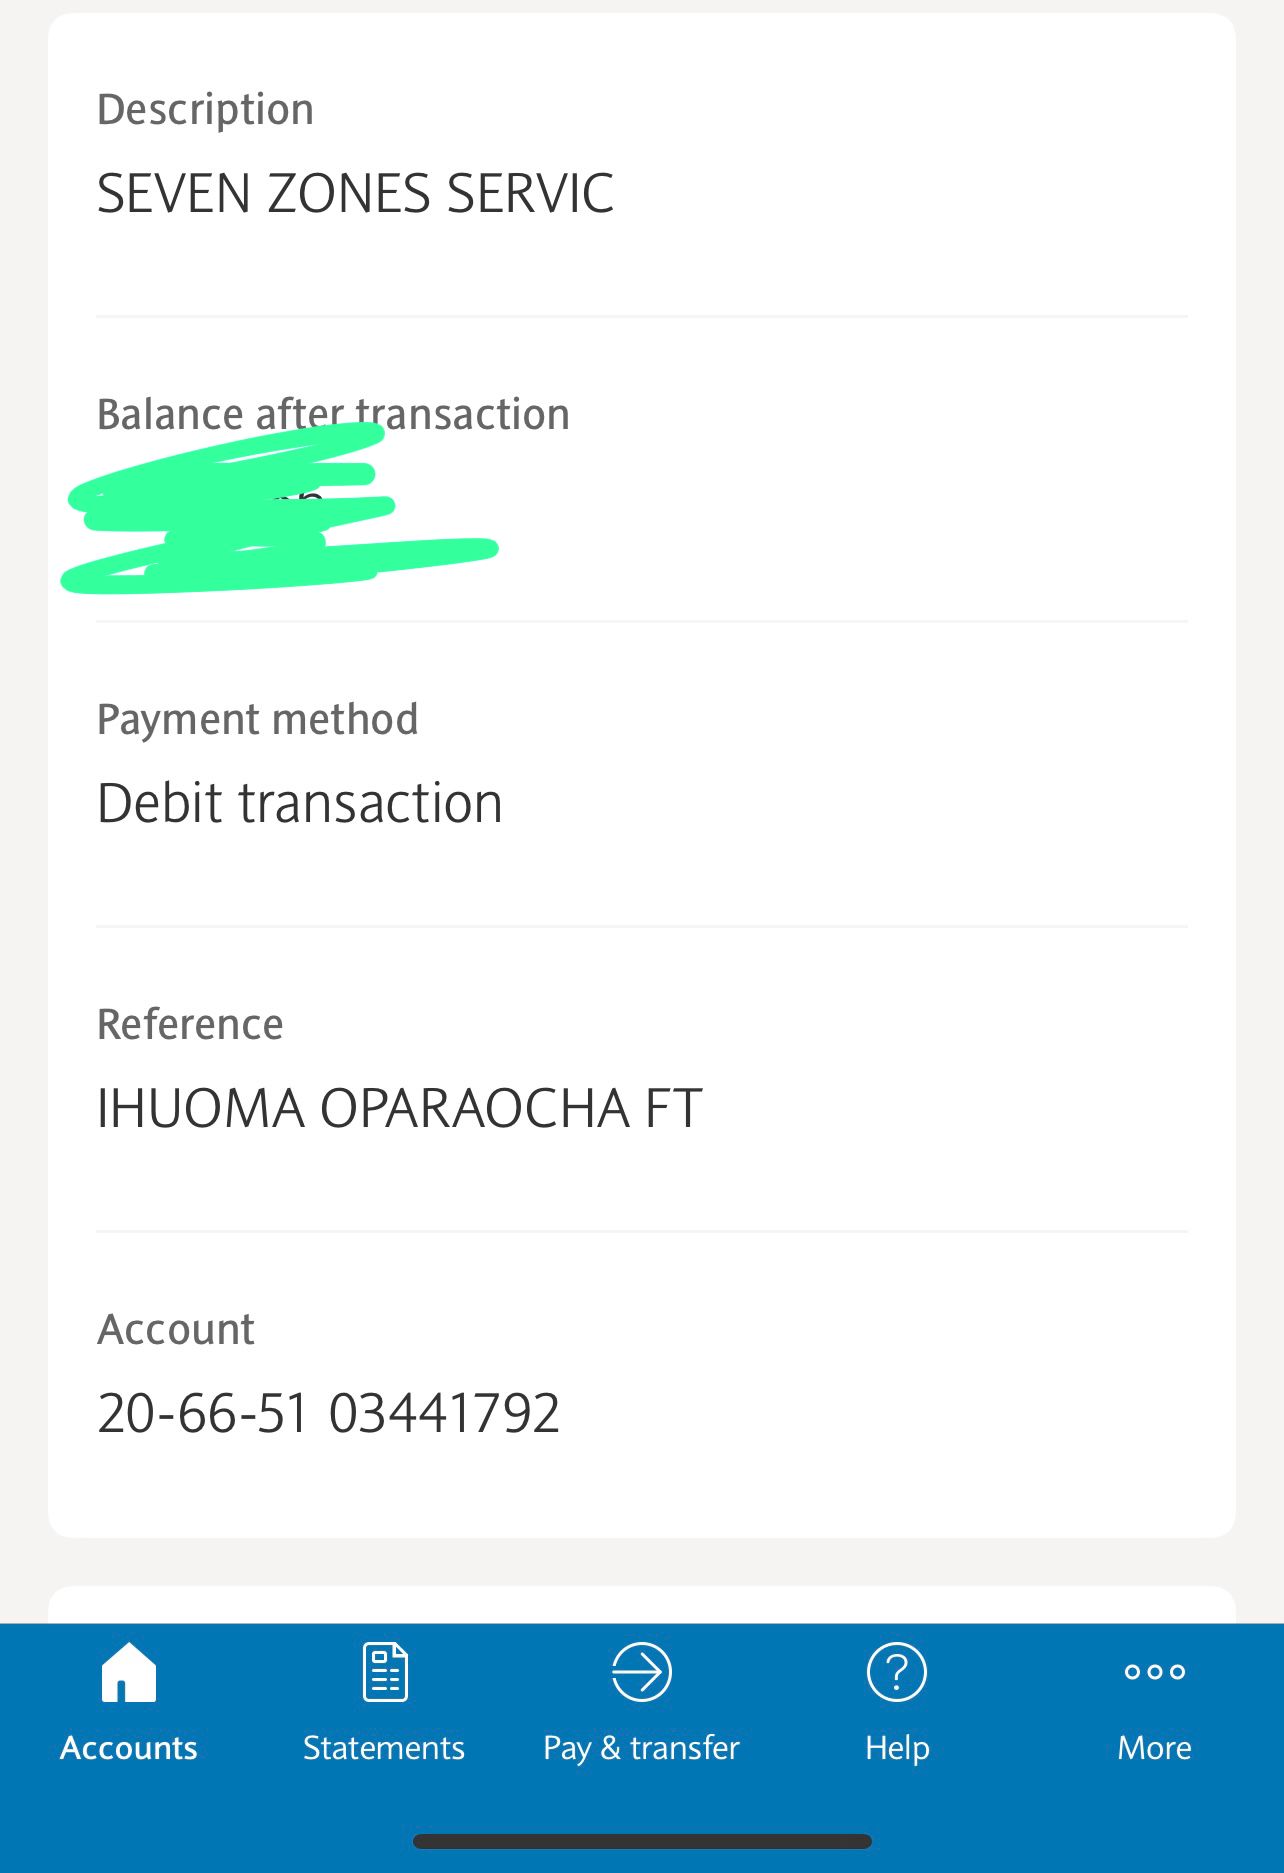 Description
SEVEN ZONES SERVIC
Balance after transaction
Payment method
Debit transaction
Reference
IHUOMA OPARAOCHA FT
Account
20-66-51 03441792
Accounts
Statements
Pay & transfer
Help
More